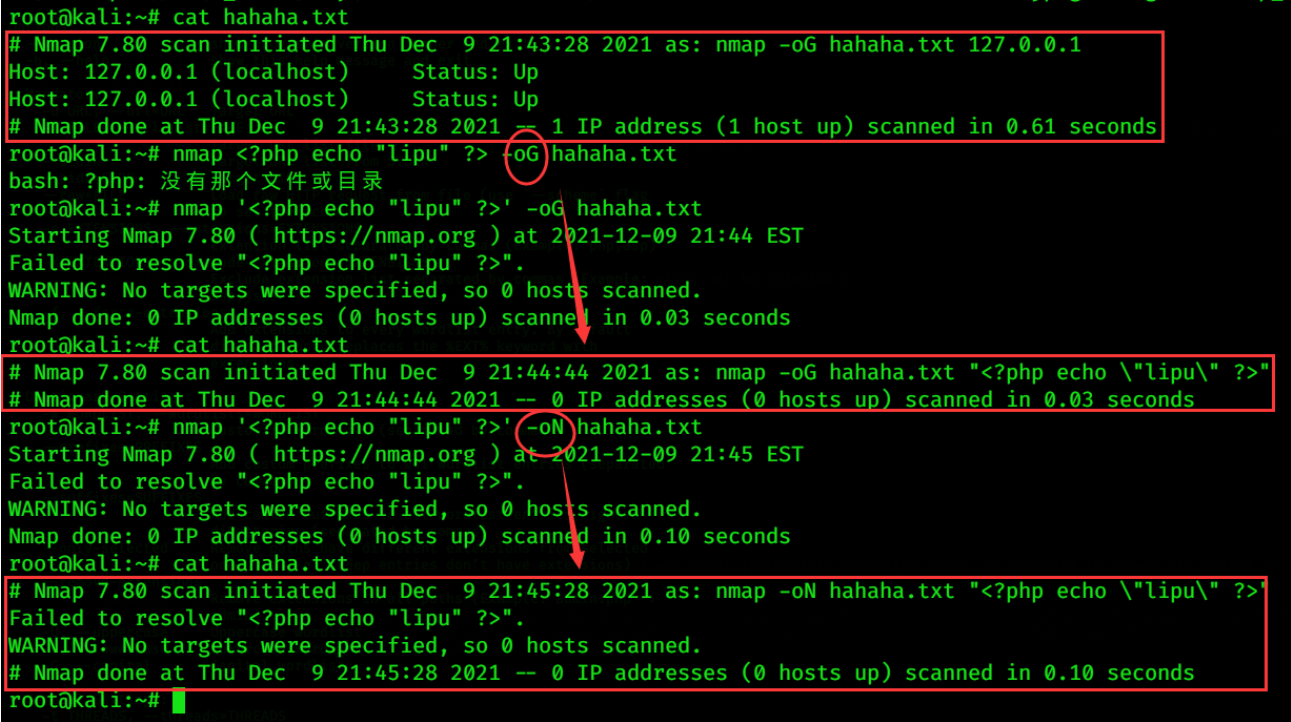 root@kali:~# cat hahaha.txt
# Nmap 7.80 scan initiated Thu Dec  9 21:43:28 2021 as: nmap -oG hahaha.txt 127.0.0.1
Host: 127.0.0.1 (localhost)     Status: Up
Host: 127.0.0.1 (localhost)     Status: Up
# Nmap done at Thu Dec  9 21:43:28 2021 -- 1 IP address (1 host up) scanned in 0.61 seconds
root@kali:~# nmap <?php echo "lipu" ?> -oG hahaha.txt
bash: ?php: 没有那个文件或目录
root@kali:~# nmap '<?php echo "lipu" ?>' -oG hahaha.txt
Starting Nmap 7.80 ( https://nmap.org ) at 2021-12-09 21:44 EST
Failed to resolve "<?php echo "lipu" ?>".
WARNING: No targets were specified, so 0 hosts scanned.
Nmap done: 0 IP addresses (0 hosts up) scanned in 0.03 seconds
root@kali:~# cat hahaha.txt
# Nmap 7.80 scan initiated Thu Dec  9 21:44:44 2021 as: nmap -oG hahaha.txt "<?php echo \"lipu\" ?>"
# Nmap done at Thu Dec  9 21:44:44 2021 -- 0 IP addresses (0 hosts up) scanned in 0.03 seconds
root@kali:~# nmap '<?php echo "lipu" ?>' -oN hahaha.txt
Starting Nmap 7.80 ( https://nmap.org ) at 2021-12-09 21:45 EST
Failed to resolve "<?php echo "lipu" ?>".
WARNING: No targets were specified, so 0 hosts scanned.
Nmap done: 0 IP addresses (0 hosts up) scanned in 0.10 seconds
root@kali:~# cat hahaha.txt
# Nmap 7.80 scan initiated Thu Dec  9 21:45:28 2021 as: nmap -oN hahaha.txt "<?php echo \"lipu\" ?>"
Failed to resolve "<?php echo "lipu" ?>".
WARNING: No targets were specified, so 0 hosts scanned.
# Nmap done at Thu Dec  9 21:45:28 2021 -- 0 IP addresses (0 hosts up) scanned in 0.10 seconds
root@kali:~#